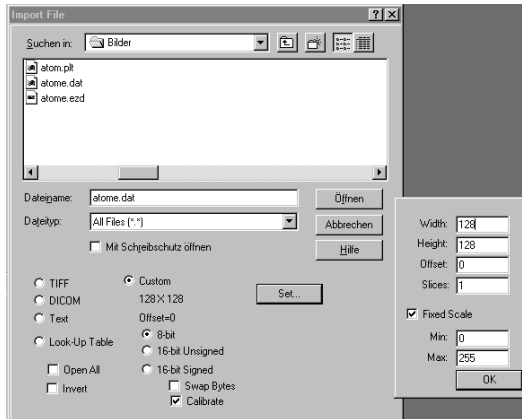 Import File
Suchen in: Bilder
atom.plt
atome.dat
atome.ezd
Dateiname: atome.dat Öffnen
Dateityp: All Files (*.*) Abbrechen
Mit Schreibschutz öffnen Hilfe
TIFF
DICOM
Text
Look-Up Table
Open All
Invert
Custom
128 X 128
Offset=0
8-bit
16-bit Unsigned
16-bit Signed
Swap Bytes
Calibrate
Set...
Width: 128
Height: 128
Offset: 0
Slices: 1
Fixed Scale
Min: 0
Max: 255
OK